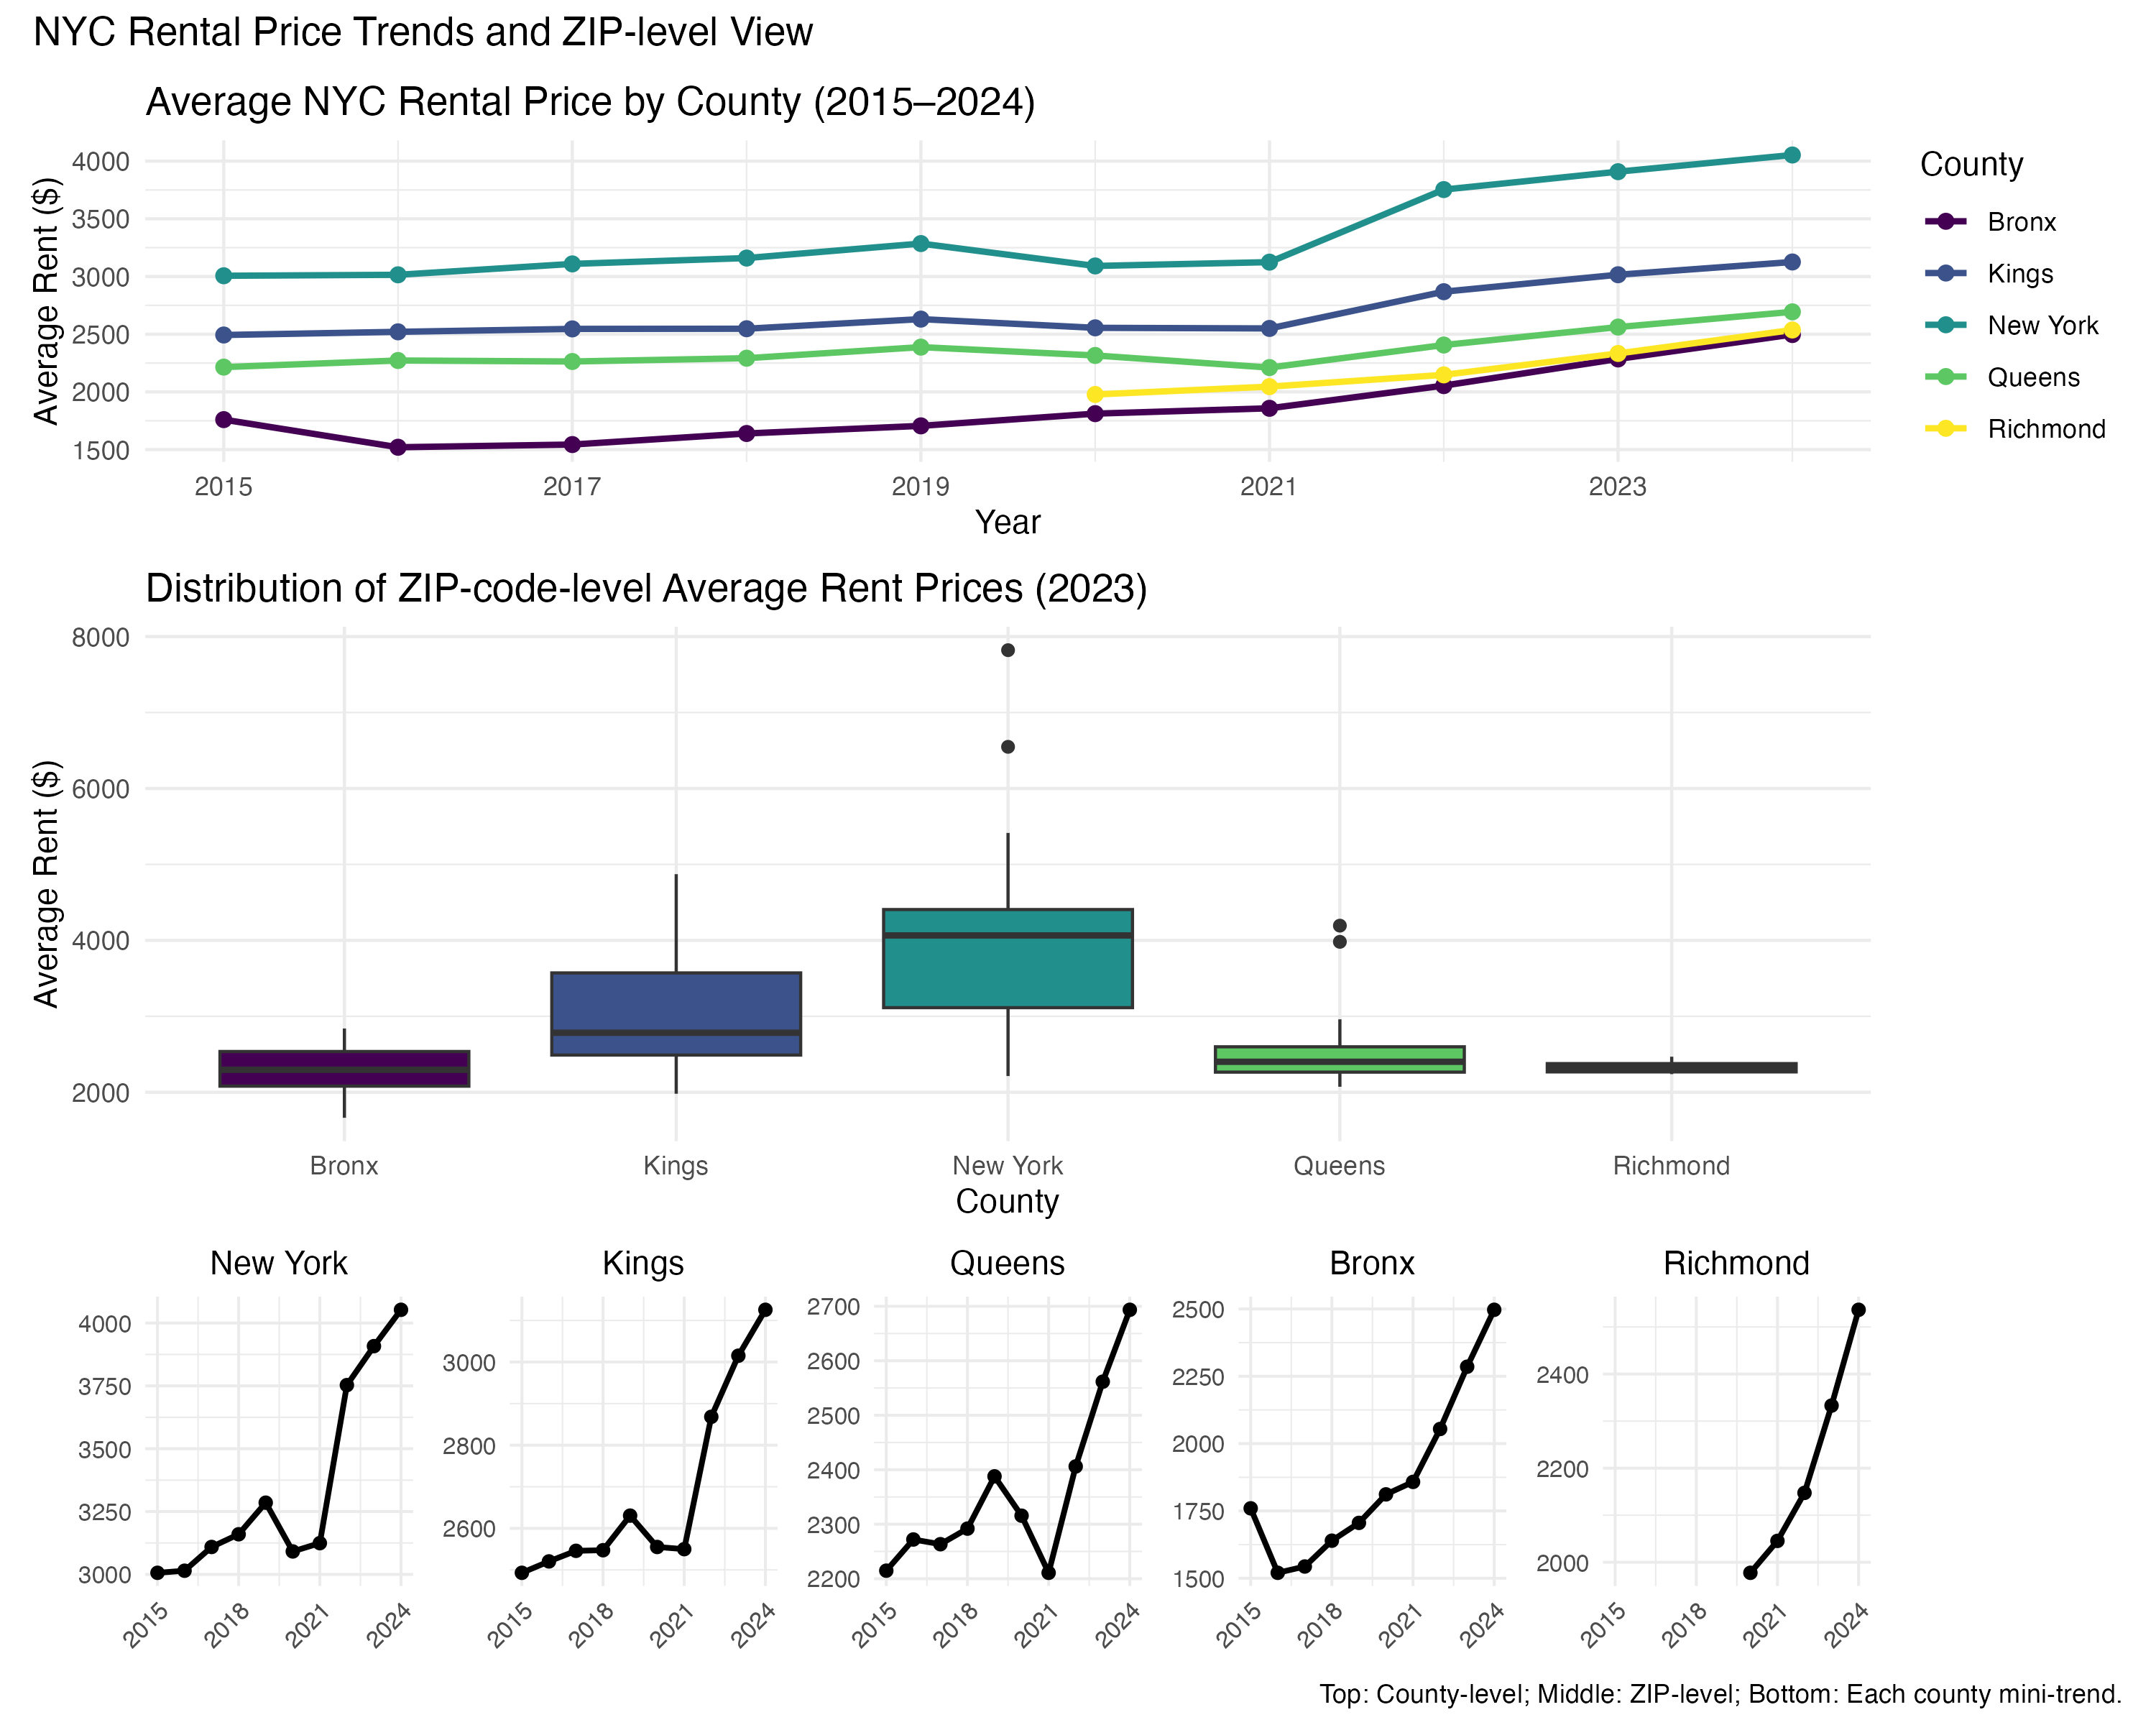 NYC Rental Price Trends and ZIP-level View
Average NYC Rental Price by County (2015–2024)
Average Rent ($)
4000
3500
3000
2500
2000
1500
2015 2017 2019 2021 2023
Year
County
Bronx
Kings
New York
Queens
Richmond
Distribution of ZIP-code-level Average Rent Prices (2023)
Average Rent ($)
8000
6000
4000
2000
Bronx Kings New York Queens Richmond
County
New York
4000
3750
3500
3250
3000
2015 2018 2021 2024
Kings
3000
2800
2600
2015 2018 2021 2024
Queens
2700
2600
2500
2400
2300
2200
2015 2018 2021 2024
Bronx
2500
2250
2000
1750
1500
2015 2018 2021 2024
Richmond
2400
2200
2000
2015 2018 2021 2024
Top: County-level; Middle: ZIP-level; Bottom: Each county mini-trend.